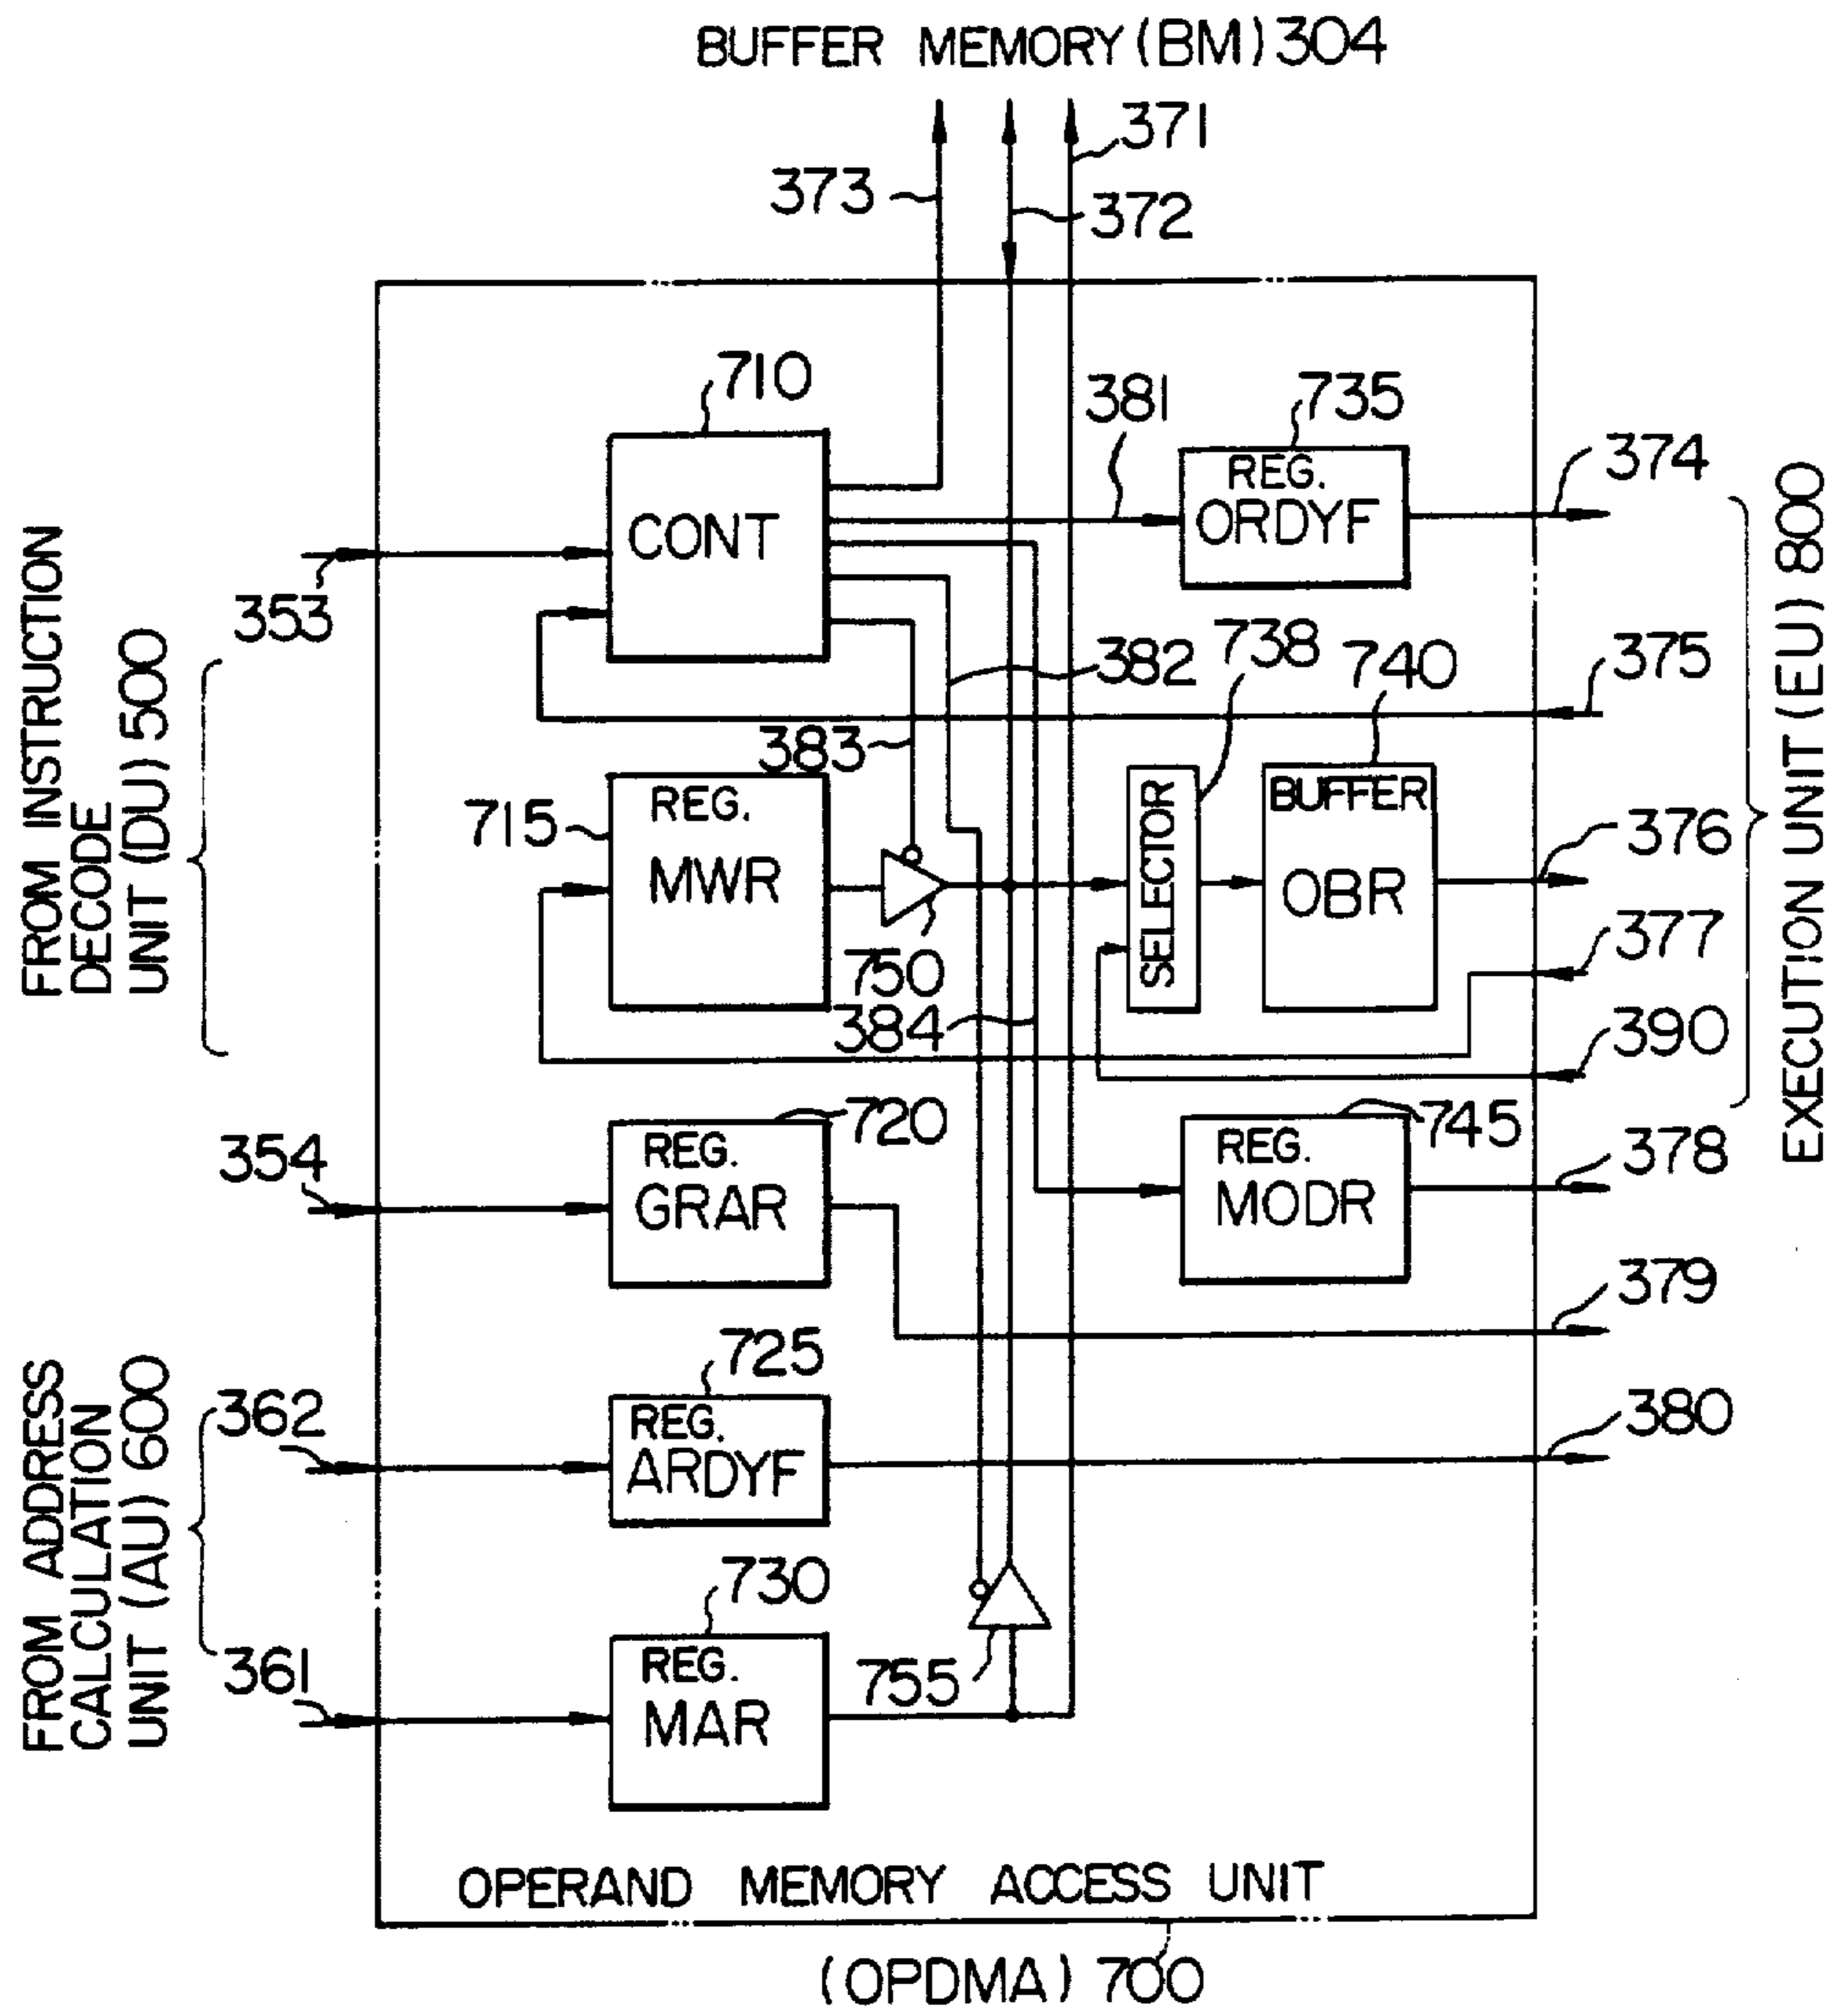 BUFFER MEMORY (BM) 304
371
373
372
710
381
735
CONT
REG.
ORDYF
374
353
FROM INSTRUCTION
DECODE
UNIT (DU) 500
382
738
740
375
EXECUTION UNIT (EU) 800
383
715
REG.
MWR
SELECTOR
BUFFER
OBR
376
750
377
384
390
720
745
354
REG.
GRAR
REG.
MODR
378
379
725
362
REG.
ARDYF
380
FROM ADDRESS
CALCULATION
UNIT (AU) 600
730
361
REG.
MAR
755
OPERAND MEMORY ACCESS UNIT
(OPDMA) 700